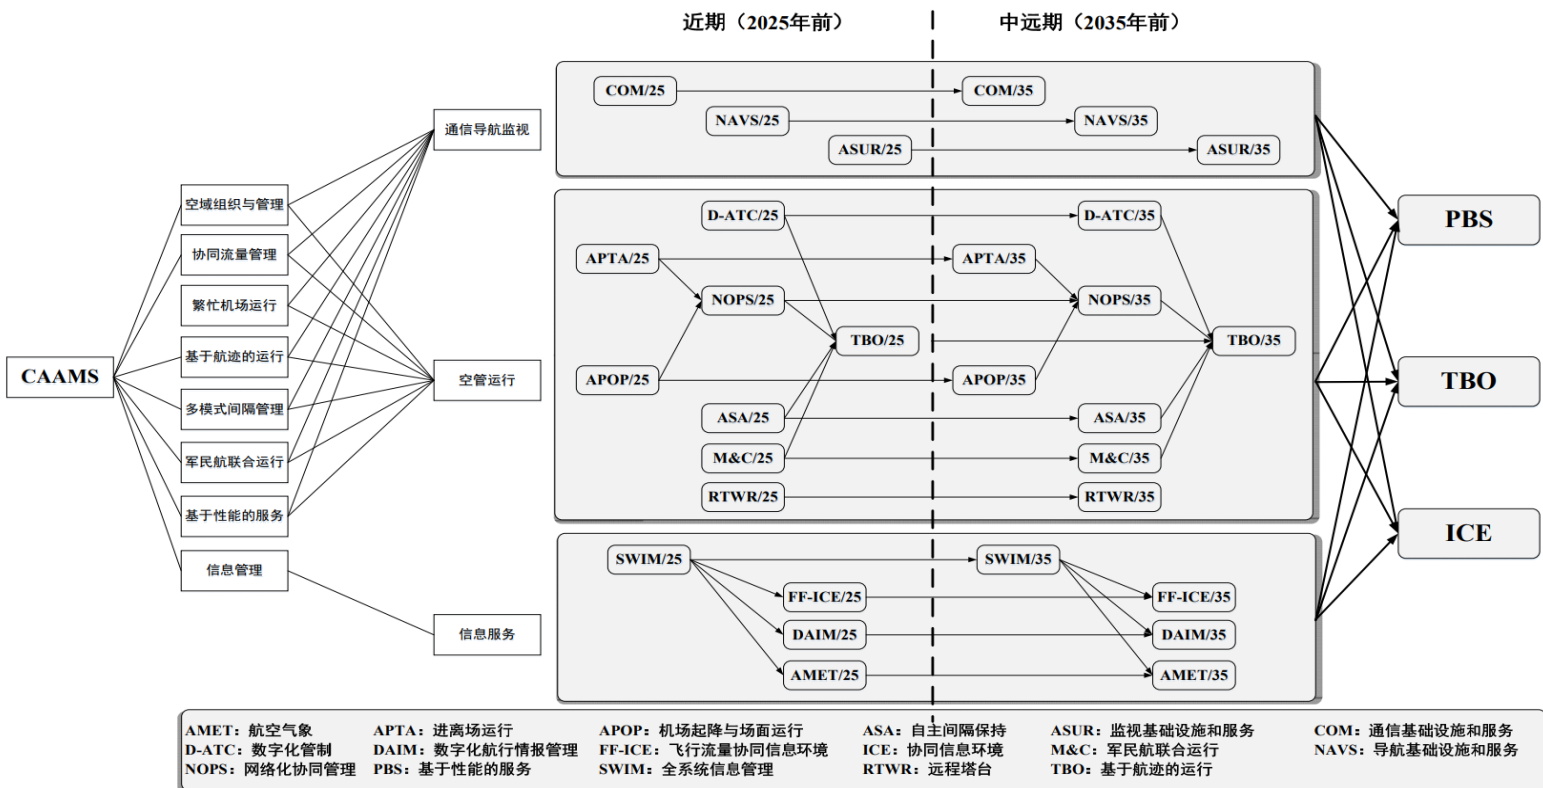 近期（2025年前）
中远期（2035年前）
CAAMS
空域组织与管理
协同流量管理
繁忙机场运行
基于航迹的运行
多模式间隔管理
军民航联合运行
基于性能的服务
信息管理
通信导航监视
空管运行
信息服务
COM/25
COM/35
NAVS/25
NAVS/35
ASUR/25
ASUR/35
D-ATC/25
D-ATC/35
APTA/25
APTA/35
NOPS/25
NOPS/35
TBO/25
TBO/35
APOP/25
APOP/35
ASA/25
ASA/35
M&C/25
M&C/35
RTWR/25
RTWR/35
SWIM/25
SWIM/35
FF-ICE/25
FF-ICE/35
DAIM/25
DAIM/35
AMET/25
AMET/35
PBS
TBO
ICE
AMET：航空气象 APTA：进离场运行 APOP：机场起降与场面运行 ASA：自主间隔保持 ASUR：监视基础设施和服务 COM：通信基础设施和服务
D-ATC：数字化管制 DAIM：数字化航行情报管理 FF-ICE：飞行流量协同信息环境 ICE：协同信息环境 M&C：军民航联合运行 NAVS：导航基础设施和服务
NOPS：网络化协同管理 PBS：基于性能的服务 SWIM：全系统信息管理 RTWR：远程塔台 TBO：基于航迹的运行